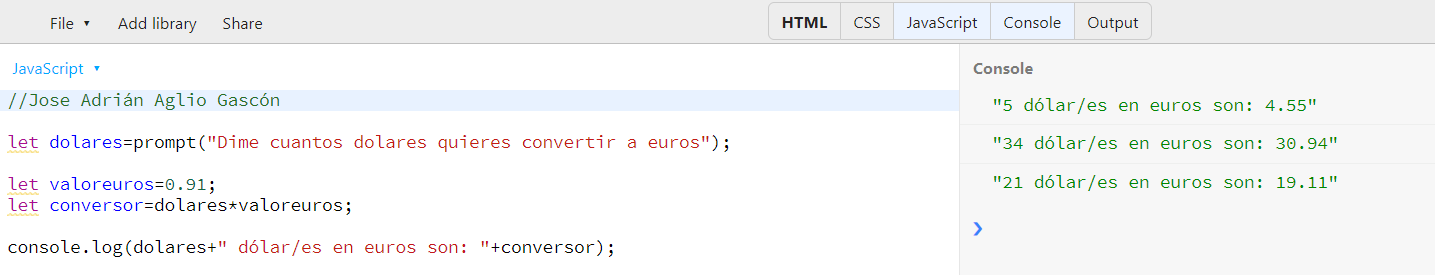 File ▾ Add library Share HTML CSS JavaScript Console Output
JavaScript ▾
//Jose Adrián Aglio Gascón
let dolares=prompt("Dime cuantos dolares quieres convertir a euros");
let valoreuros=0.91;
let conversor=dolares*valoreuros;
console.log(dolares+" dólar/es en euros son: "+conversor);
Console
"5 dólar/es en euros son: 4.55"
"34 dólar/es en euros son: 30.94"
"21 dólar/es en euros son: 19.11"